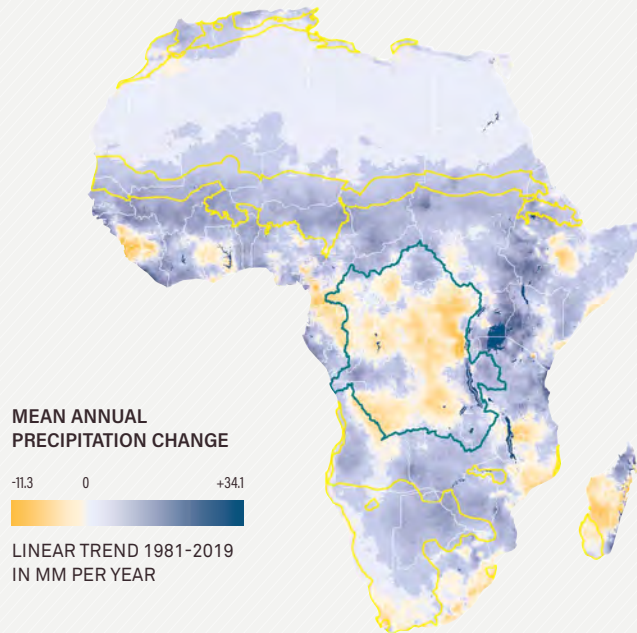 MEAN ANNUAL
PRECIPITATION CHANGE
-11.3 0 +34.1
LINEAR TREND 1981-2019
IN MM PER YEAR